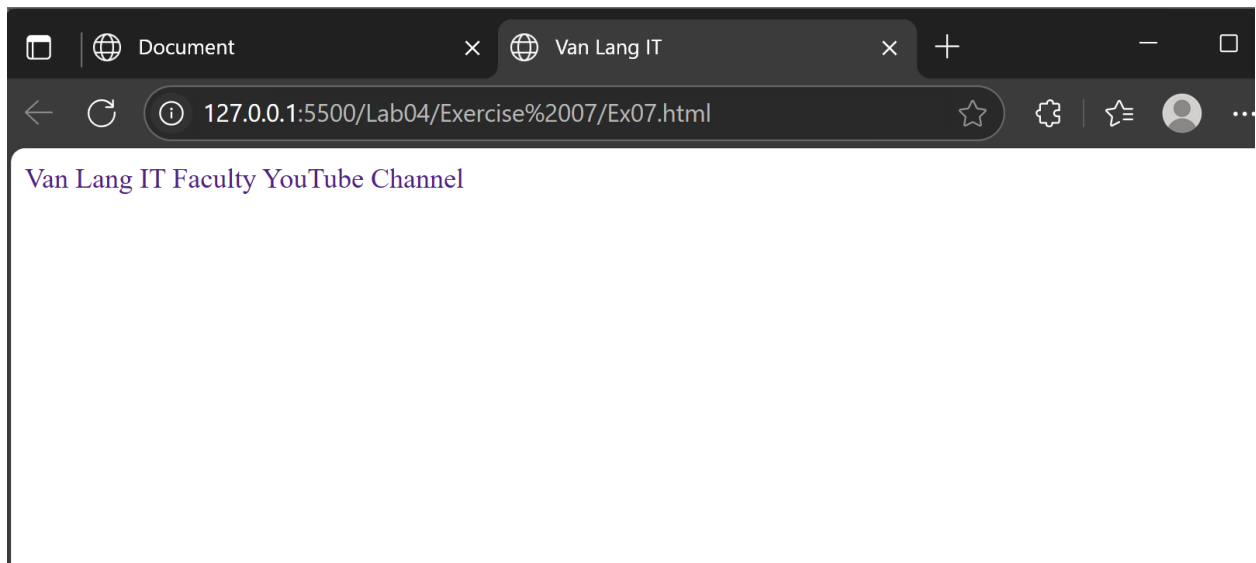 Document
Van Lang IT
127.0.0.1:5500/Lab04/Exercise%2007/Ex07.html
Van Lang IT Faculty YouTube Channel